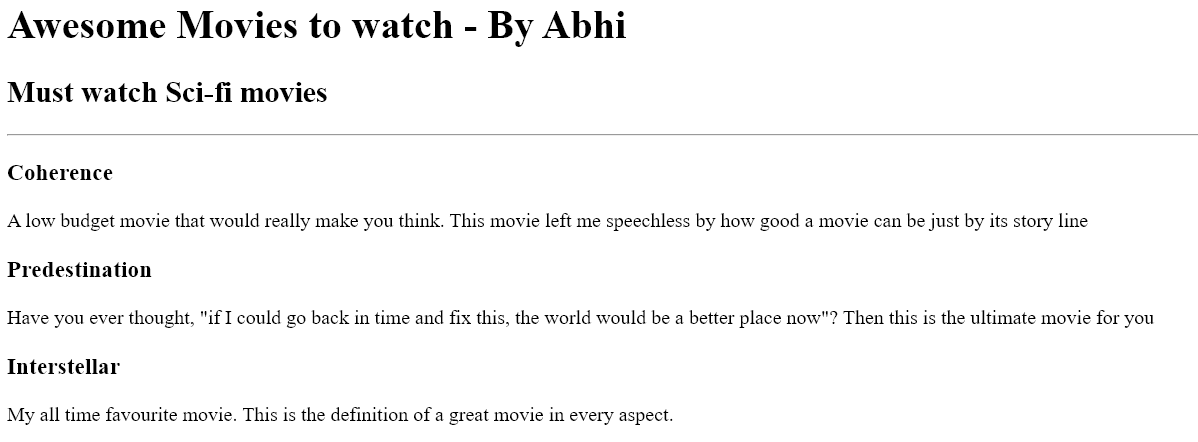 Awesome Movies to watch - By Abhi
Must watch Sci-fi movies
Coherence
A low budget movie that would really make you think. This movie left me speechless by how good a movie can be just by its story line
Predestination
Have you ever thought, "if I could go back in time and fix this, the world would be a better place now"? Then this is the ultimate movie for you
Interstellar
My all time favourite movie. This is the definition of a great movie in every aspect.